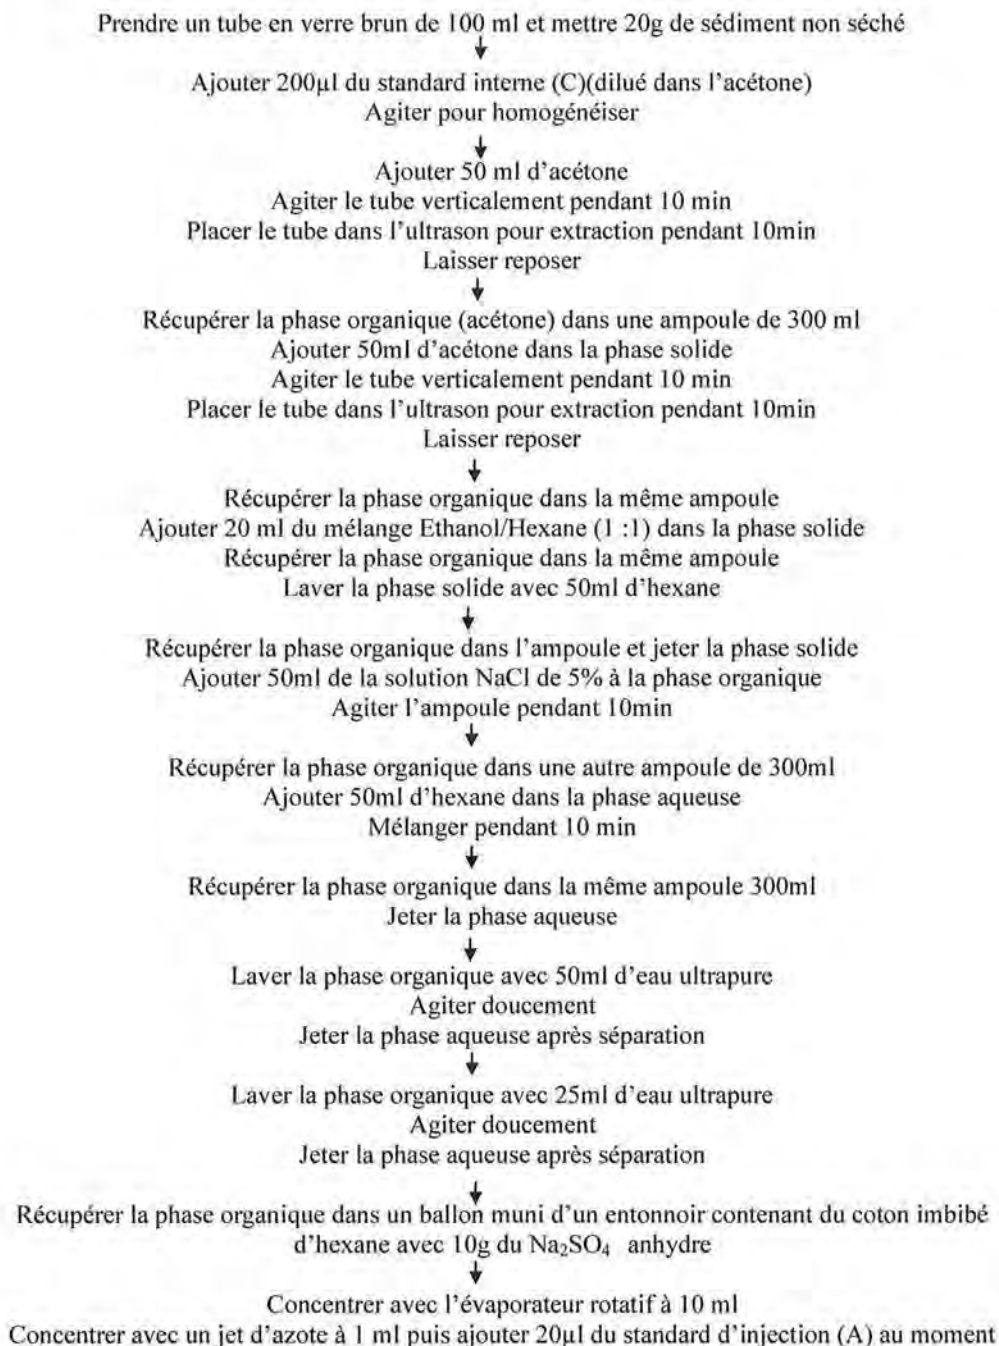 Prendre un tube en verre brun de 100 ml et mettre 20g de sédiment non séché
Ajouter 200µl du standard interne (C)(dilué dans l'acétone)
Agiter pour homogénéiser
Ajouter 50 ml d'acétone
Agiter le tube verticalement pendant 10 min
Placer le tube dans l'ultrason pour extraction pendant 10min
Laisser reposer
Récupérer la phase organique (acétone) dans une ampoule de 300 ml
Ajouter 50ml d'acétone dans la phase solide
Agiter le tube verticalement pendant 10 min
Placer le tube dans l'ultrason pour extraction pendant 10min
Laisser reposer
Récupérer la phase organique dans la même ampoule
Ajouter 20 ml du mélange Ethanol/Hexane (1 :1) dans la phase solide
Récupérer la phase organique dans la même ampoule
Laver la phase solide avec 50ml d'hexane
Récupérer la phase organique dans l'ampoule et jeter la phase solide
Ajouter 50ml de la solution NaCl de 5% à la phase organique
Agiter l'ampoule pendant 10min
Récupérer la phase organique dans une autre ampoule de 300ml
Ajouter 50ml d'hexane dans la phase aqueuse
Mélanger pendant 10 min
Récupérer la phase organique dans la même ampoule 300ml
Jeter la phase aqueuse
Laver la phase organique avec 50ml d'eau ultrapure
Agiter doucement
Jeter la phase aqueuse après séparation
Laver la phase organique avec 25ml d'eau ultrapure
Agiter doucement
Jeter la phase aqueuse après séparation
Récupérer la phase organique dans un ballon muni d'un entonnoir contenant du coton imbibé
d'hexane avec 10g du Na₂SO₄ anhydre
Concentrer avec l'évaporateur rotatif à 10 ml
Concentrer avec un jet d'azote à 1 ml puis ajouter 20µl du standard d'injection (A) au moment